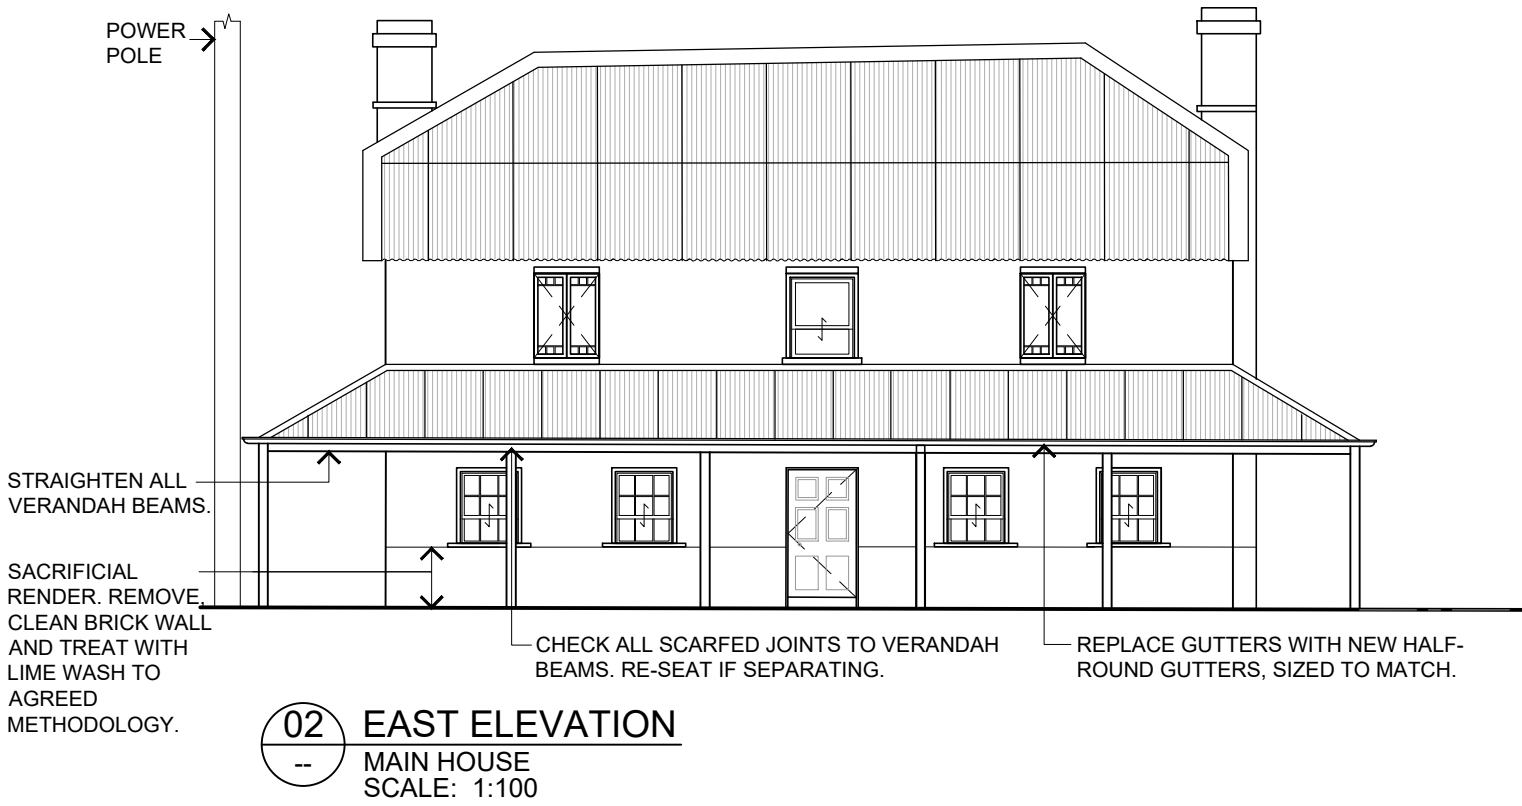 POWER
POLE
STRAIGHTEN ALL
VERANDAH BEAMS.
SACRIFICIAL
RENDER. REMOVE,
CLEAN BRICK WALL
AND TREAT WITH
LIME WASH TO
AGREED
METHODOLOGY.
CHECK ALL SCARFED JOINTS TO VERANDAH
BEAMS. RE-SEAT IF SEPARATING.
REPLACE GUTTERS WITH NEW HALF-
ROUND GUTTERS, SIZED TO MATCH.
02
--
EAST ELEVATION
MAIN HOUSE
SCALE: 1:100